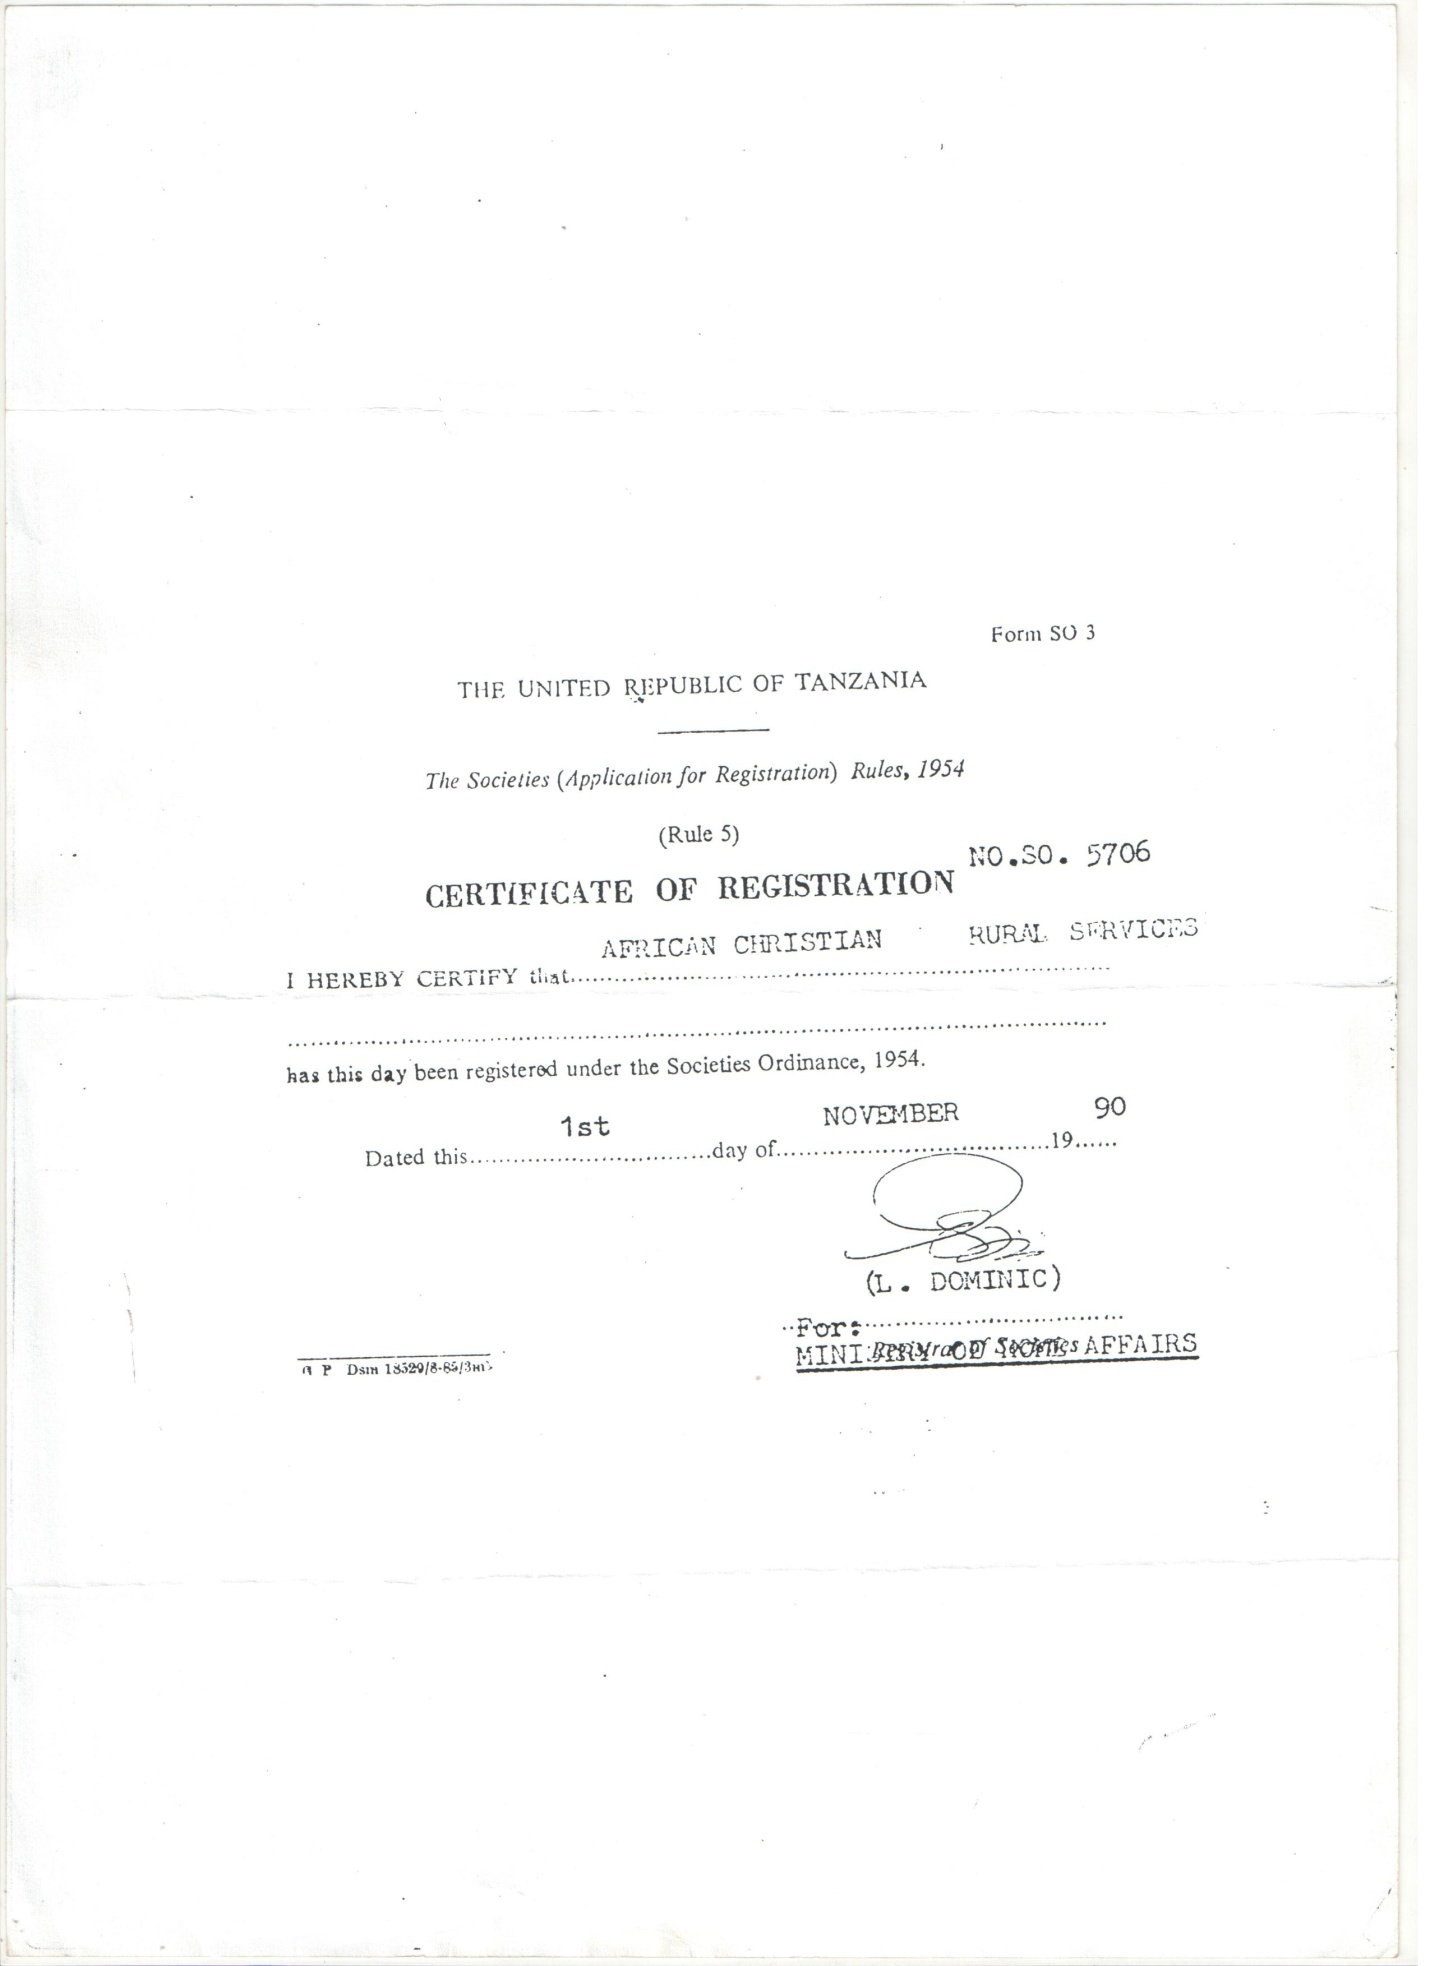 Form SO 3
THE UNITED REPUBLIC OF TANZANIA
The Societies (Application for Registration) Rules, 1954
(Rule 5)
NO.SO. 5706
CERTIFICATE OF REGISTRATION
AFRICAN CHRISTIAN RURAL SERVICES
I HEREBY CERTIFY that
has this day been registered under the Societies Ordinance, 1954.
1st NOVEMBER 90
Dated this day of 19
(L. DOMINIC)
For:
Registrar of Societies
AFFAIRS
P Dsm